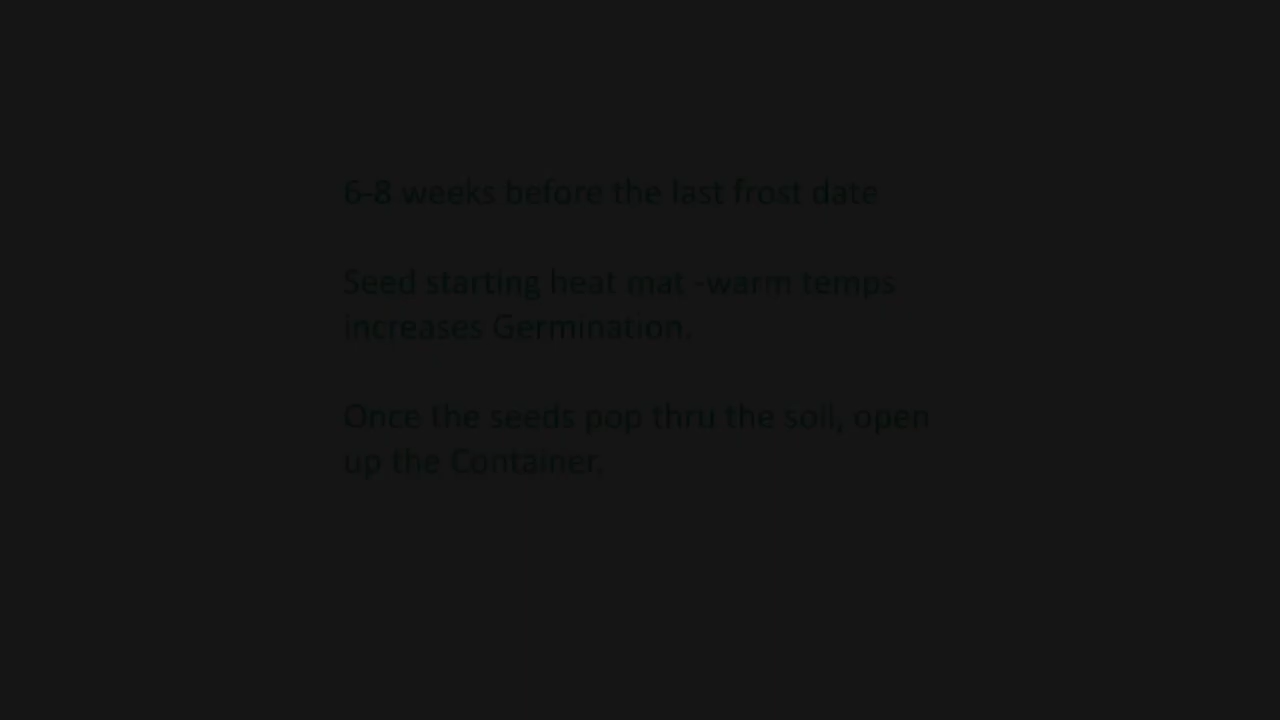 6-8 weeks before the last frost date
Seed starting heat mat -warm temps
increases Germination.
Once the seeds pop thru the soil, open
up the Container.